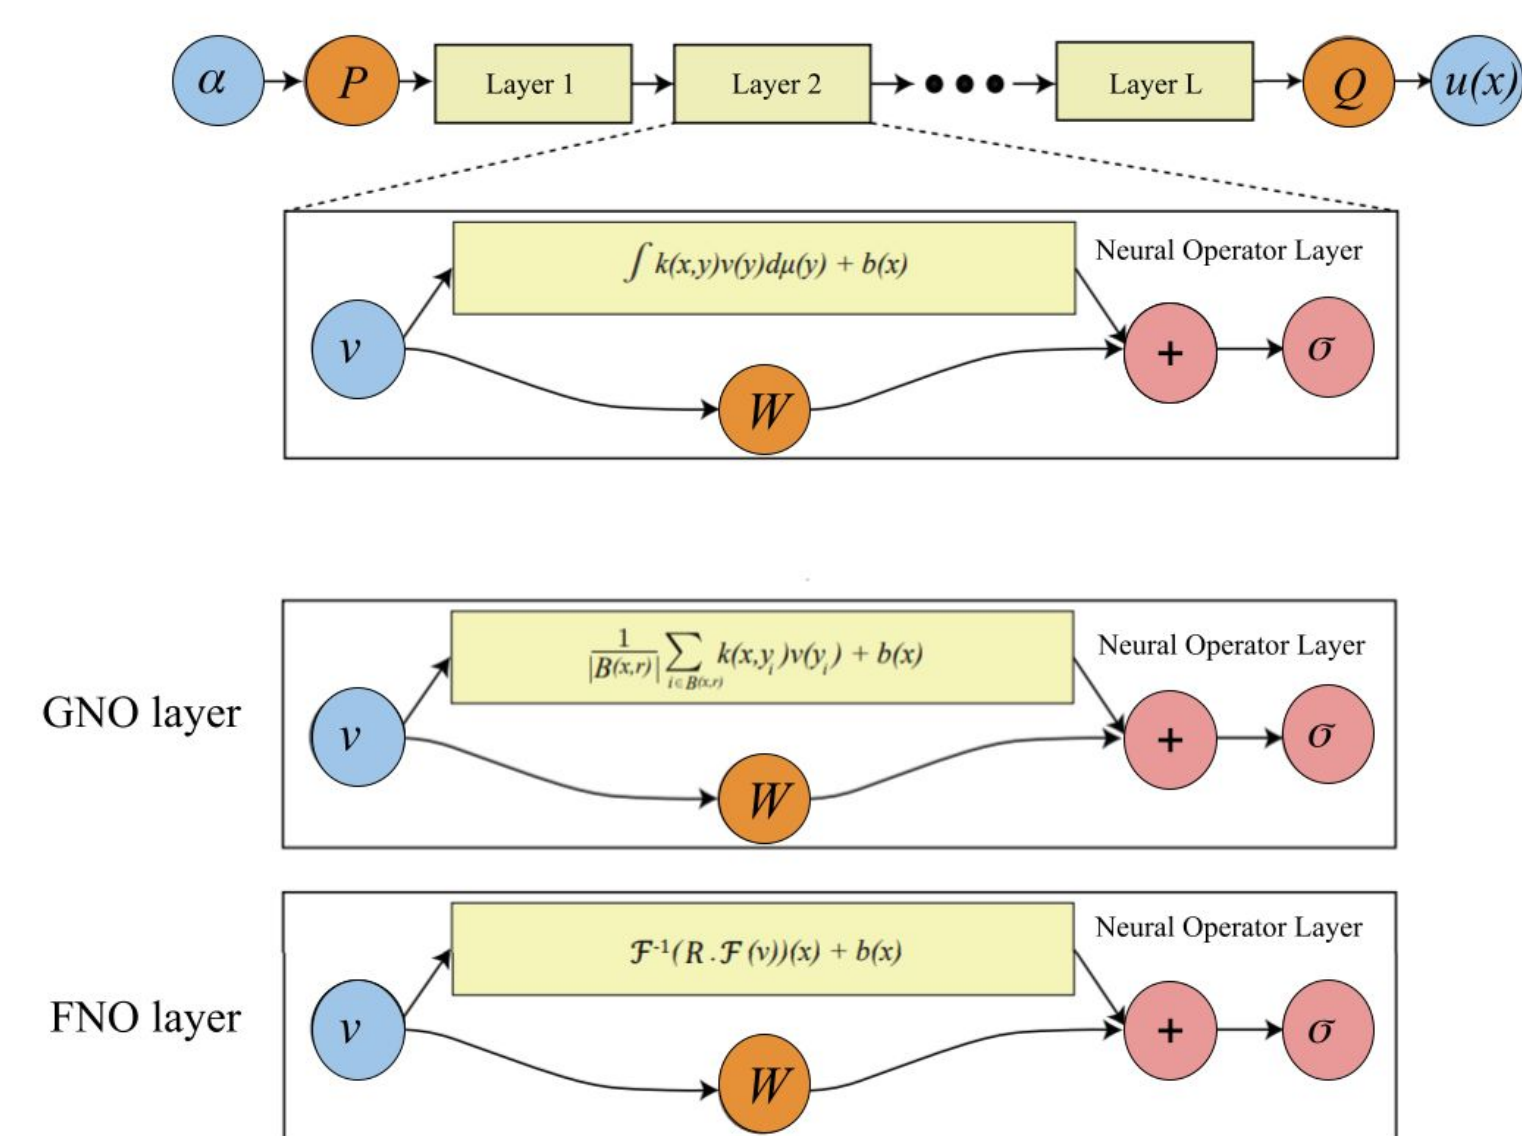 α P Layer 1 Layer 2 Layer L Q u(x)
∫ k(x,y)v(y)dμ(y) + b(x)
Neural Operator Layer
v W + σ
GNO layer
1/|B(x,r)| ∑ i∈B(x,r) k(x,y_i)v(y_i) + b(x)
Neural Operator Layer
v W + σ
FNO layer
ℱ⁻¹(R . ℱ (v))(x) + b(x)
Neural Operator Layer
v W + σ